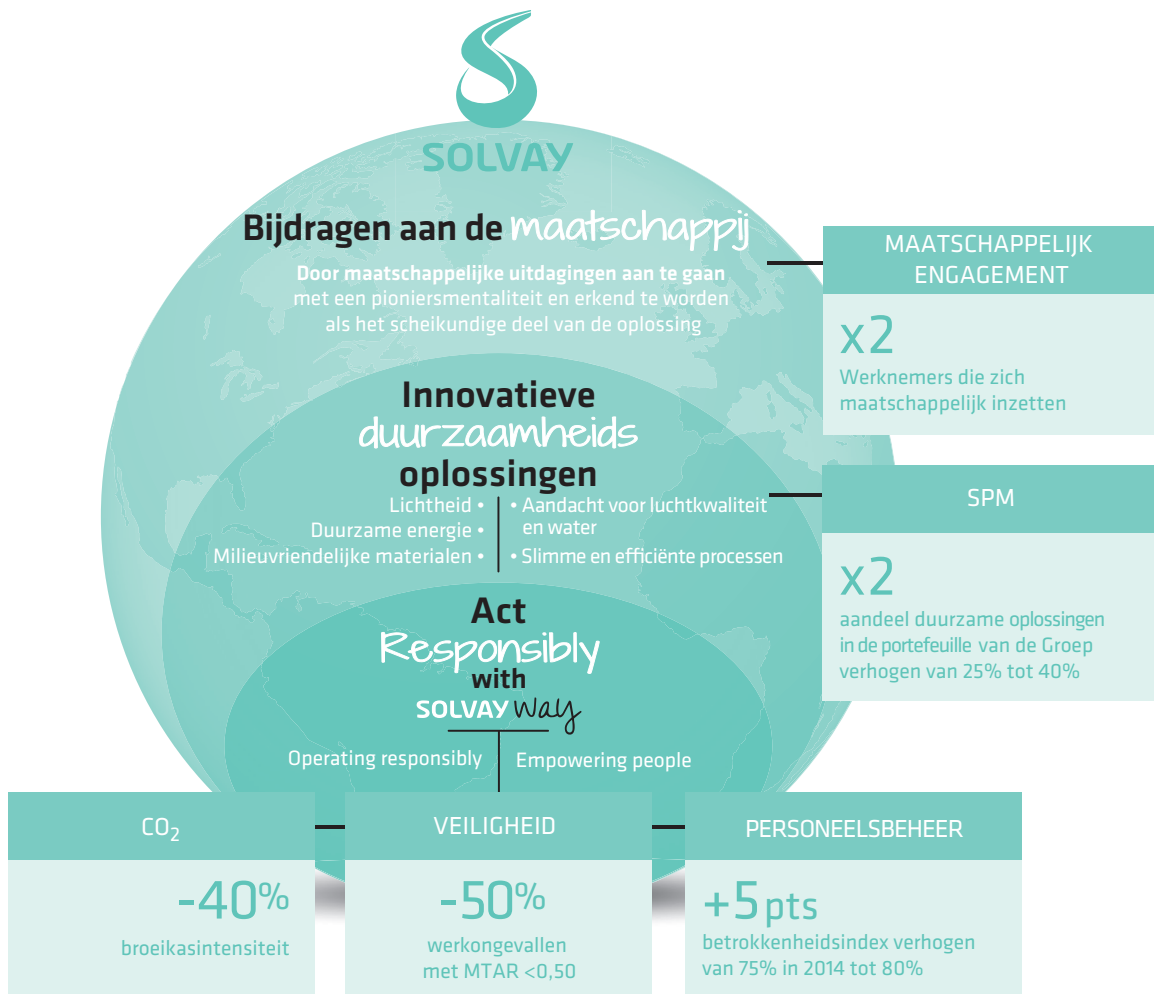 SOLVAY
Bijdragen aan de maatschappij
Door maatschappelijke uitdagingen aan te gaan
met een pioniersmentaliteit en erkend te worden
als het scheikundige deel van de oplossing
MAATSCHAPPELIJK
ENGAGEMENT
x2
Werknemers die zich
maatschappelijk inzetten
Innovatieve
duurzaamheids
oplossingen
Lichtheid •
Duurzame energie •
Milieuvriendelijke materialen •
• Aandacht voor luchtkwaliteit
en water
• Slimme en efficiënte processen
SPM
x2
aandeel duurzame oplossingen
in de portefeuille van de Groep
verhogen van 25% tot 40%
Act
Responsibly
with
SOLVAY way
Operating responsibly
Empowering people
CO₂
-40%
broeikasintensiteit
VEILIGHEID
-50%
werkongevallen
met MTAR <0,50
PERSONEELSBEHEER
+5 pts
betrokkenheidsindex verhogen
van 75% in 2014 tot 80%